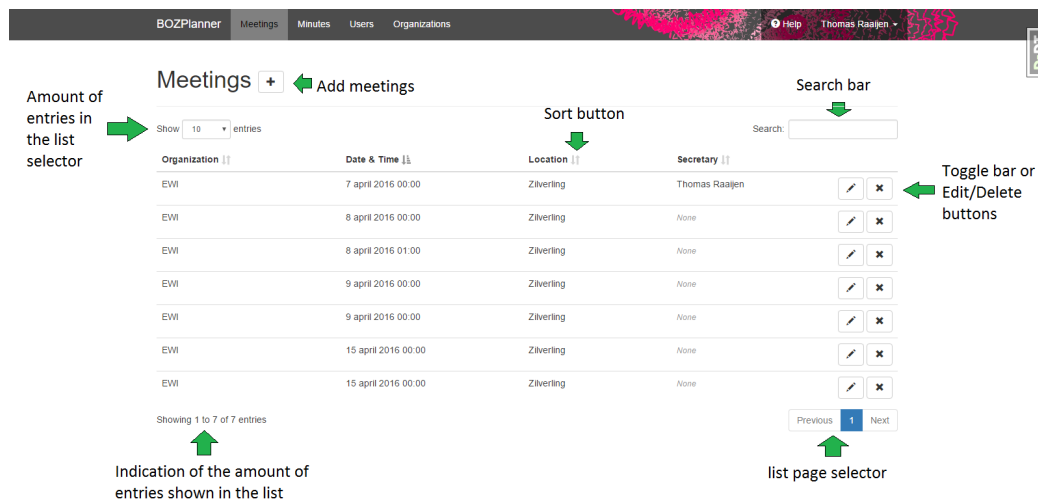 BOZPlanner Meetings Minutes Users Organizations Help Thomas Raaijen
Meetings +
Add meetings
Search bar
Amount of
entries in
the list
selector
Sort button
Show 10 entries
Search:
Organization Date & Time Location Secretary
EWI 7 april 2016 00:00 Zilverling Thomas Raaijen
Toggle bar or
Edit/Delete
buttons
EWI 8 april 2016 00:00 Zilverling None
EWI 8 april 2016 01:00 Zilverling None
EWI 9 april 2016 00:00 Zilverling None
EWI 9 april 2016 00:00 Zilverling None
EWI 15 april 2016 00:00 Zilverling None
EWI 15 april 2016 00:00 Zilverling None
Showing 1 to 7 of 7 entries
Previous 1 Next
Indication of the amount of
entries shown in the list
list page selector